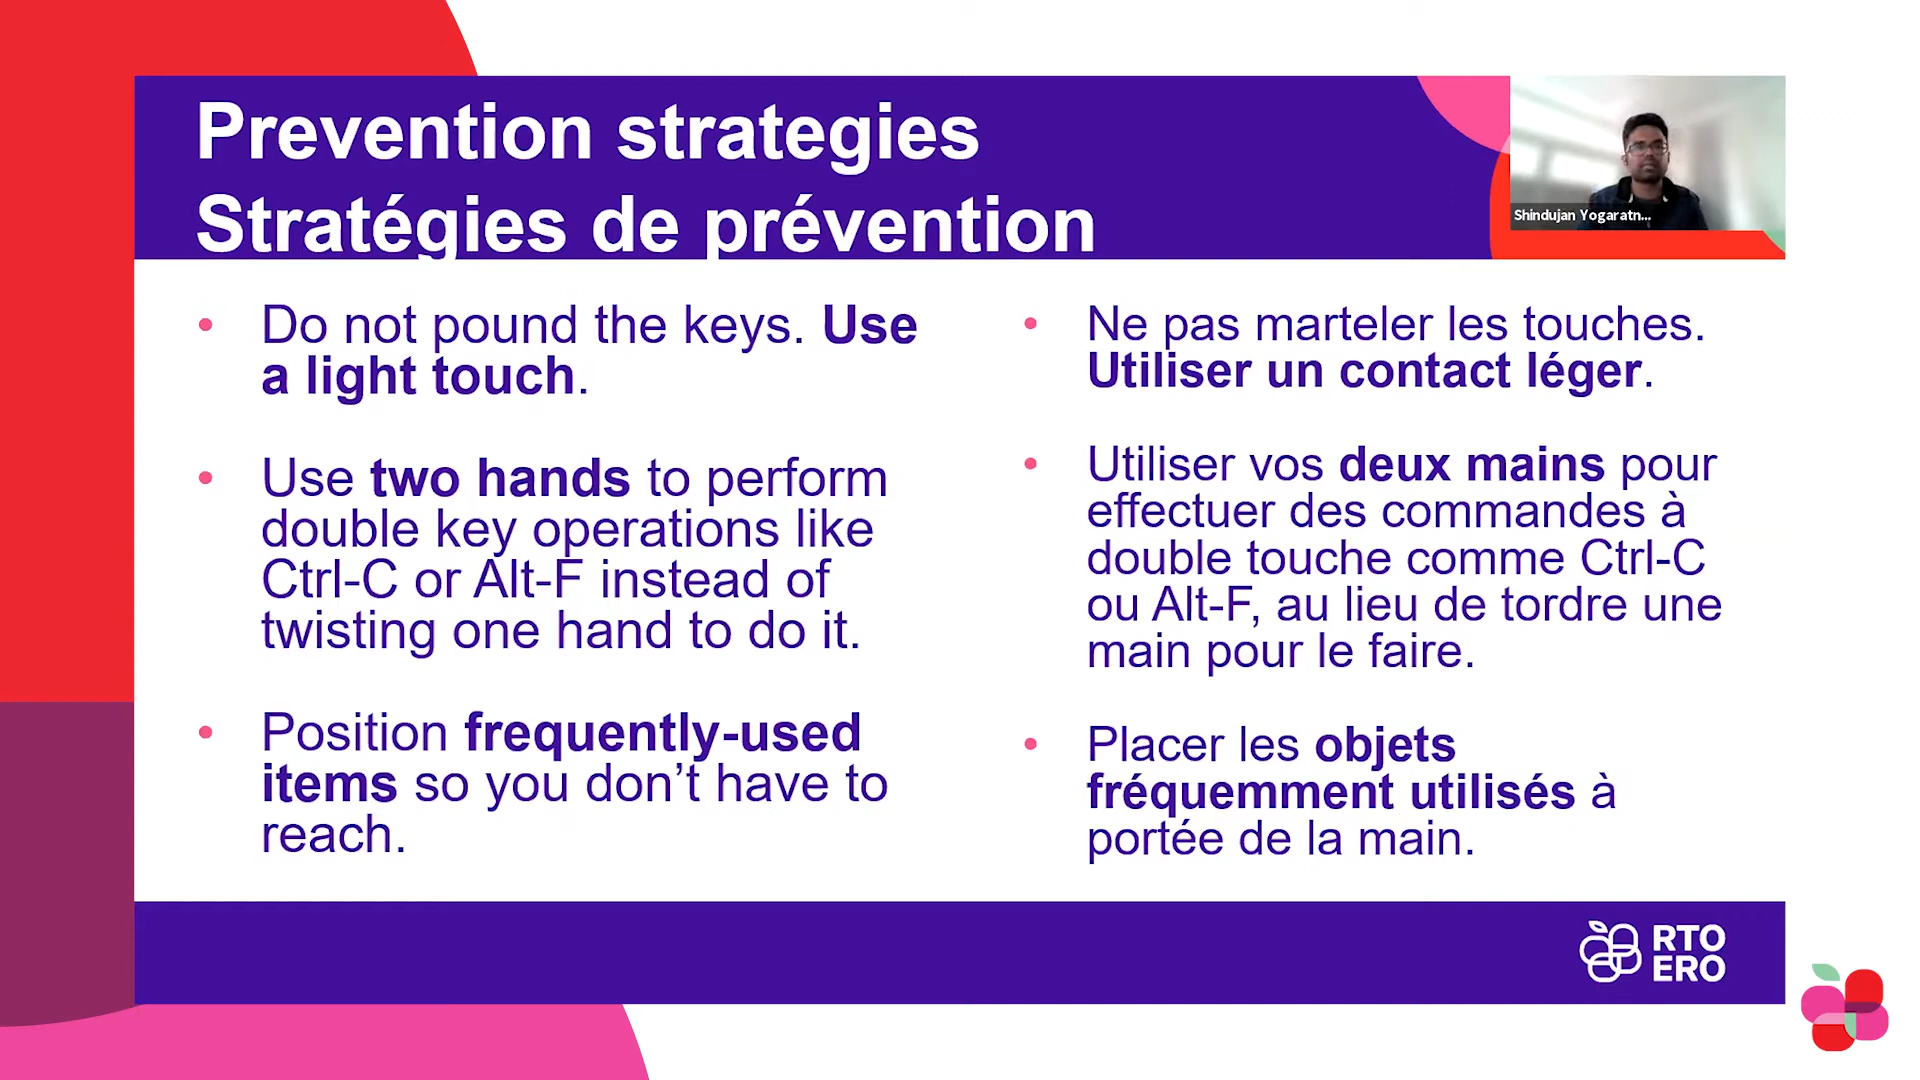 Prevention strategies
Stratégies de prévention
Shindujan Yogaratn...
• Do not pound the keys. Use
a light touch.
• Use two hands to perform
double key operations like
Ctrl-C or Alt-F instead of
twisting one hand to do it.
• Position frequently-used
items so you don’t have to
reach.
• Ne pas marteler les touches.
Utiliser un contact léger.
• Utiliser vos deux mains pour
effectuer des commandes à
double touche comme Ctrl-C
ou Alt-F, au lieu de tordre une
main pour le faire.
• Placer les objets
fréquemment utilisés à
portée de la main.
RTO
ERO